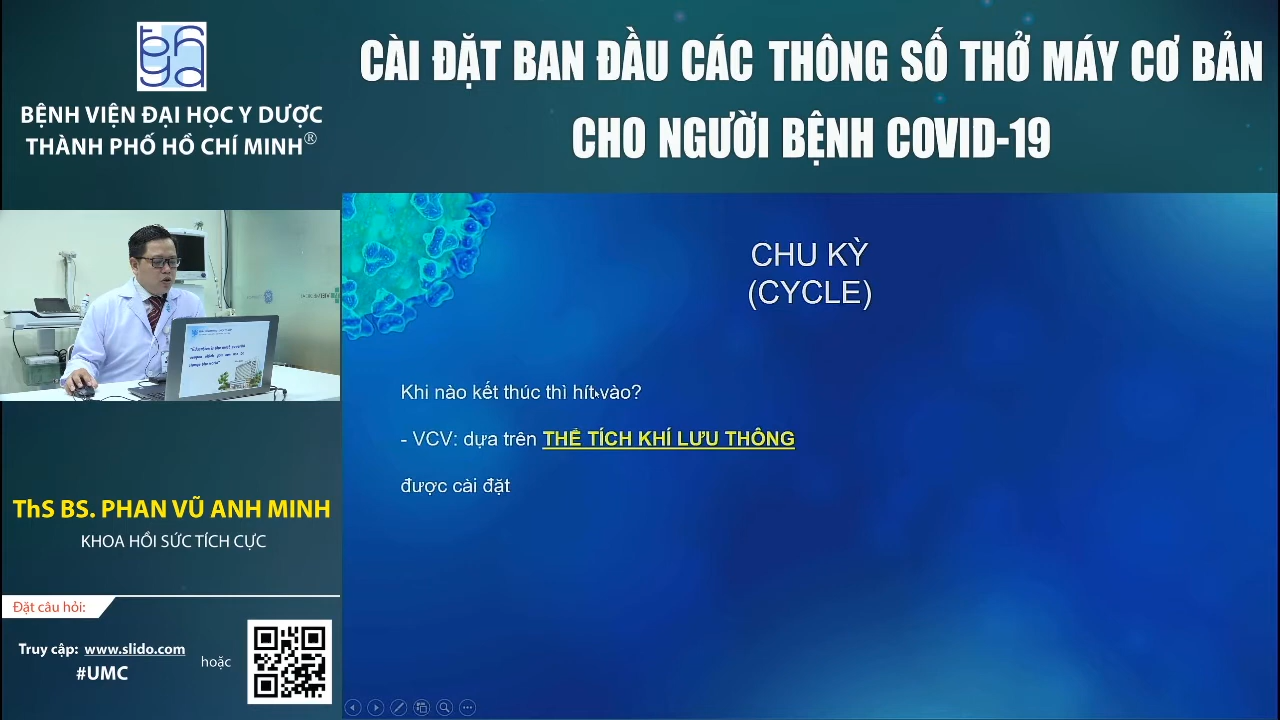 BỆNH VIỆN ĐẠI HỌC Y DƯỢC
THÀNH PHỐ HỒ CHÍ MINH®
CÀI ĐẶT BAN ĐẦU CÁC THÔNG SỐ THỞ MÁY CƠ BẢN
CHO NGƯỜI BỆNH COVID-19
CHU KỲ
(CYCLE)
Khi nào kết thúc thì hít vào?
- VCV: dựa trên THỂ TÍCH KHÍ LƯU THÔNG
được cài đặt
ThS BS. PHAN VŨ ANH MINH
KHOA HỒI SỨC TÍCH CỰC
Đặt câu hỏi:
Truy cập: www.slido.com
#UMC
hoặc